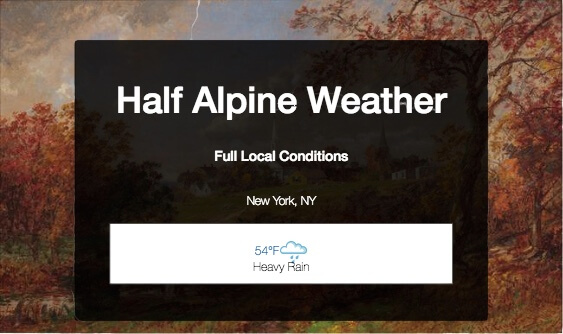 Half Alpine Weather
Full Local Conditions
New York, NY
54°F
Heavy Rain